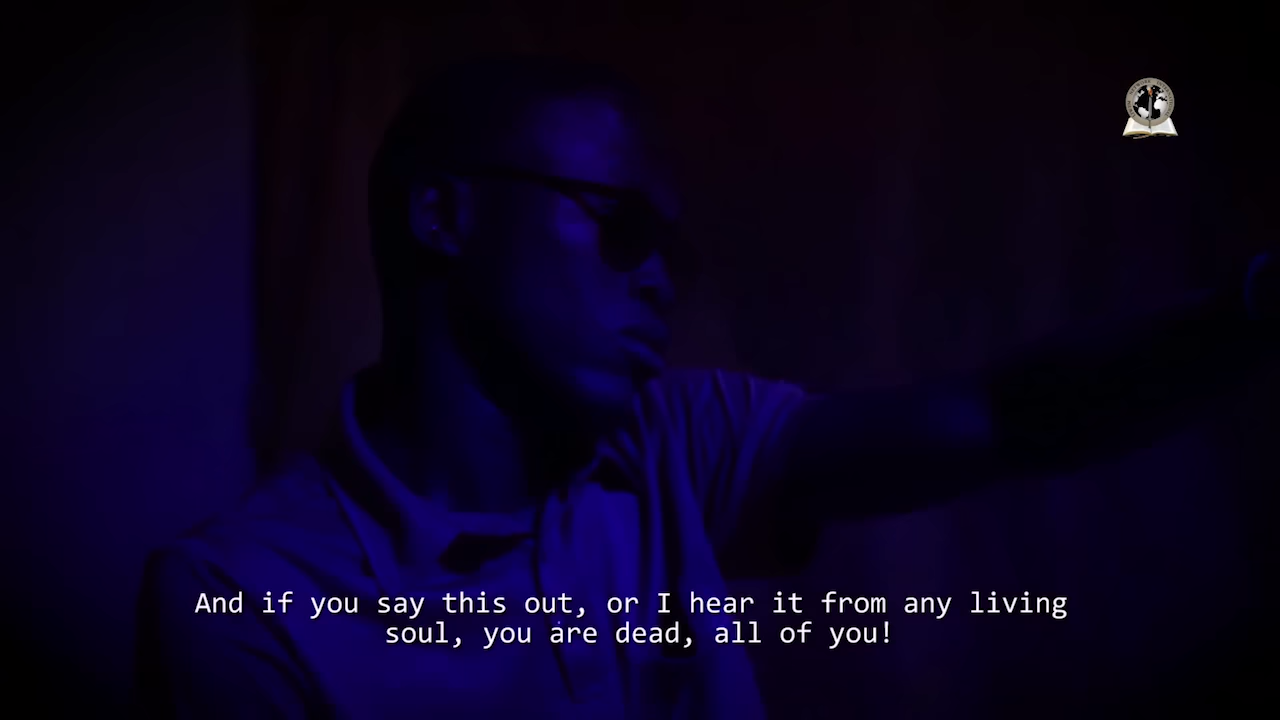 And if you say this out, or I hear it from any living
soul, you are dead, all of you!